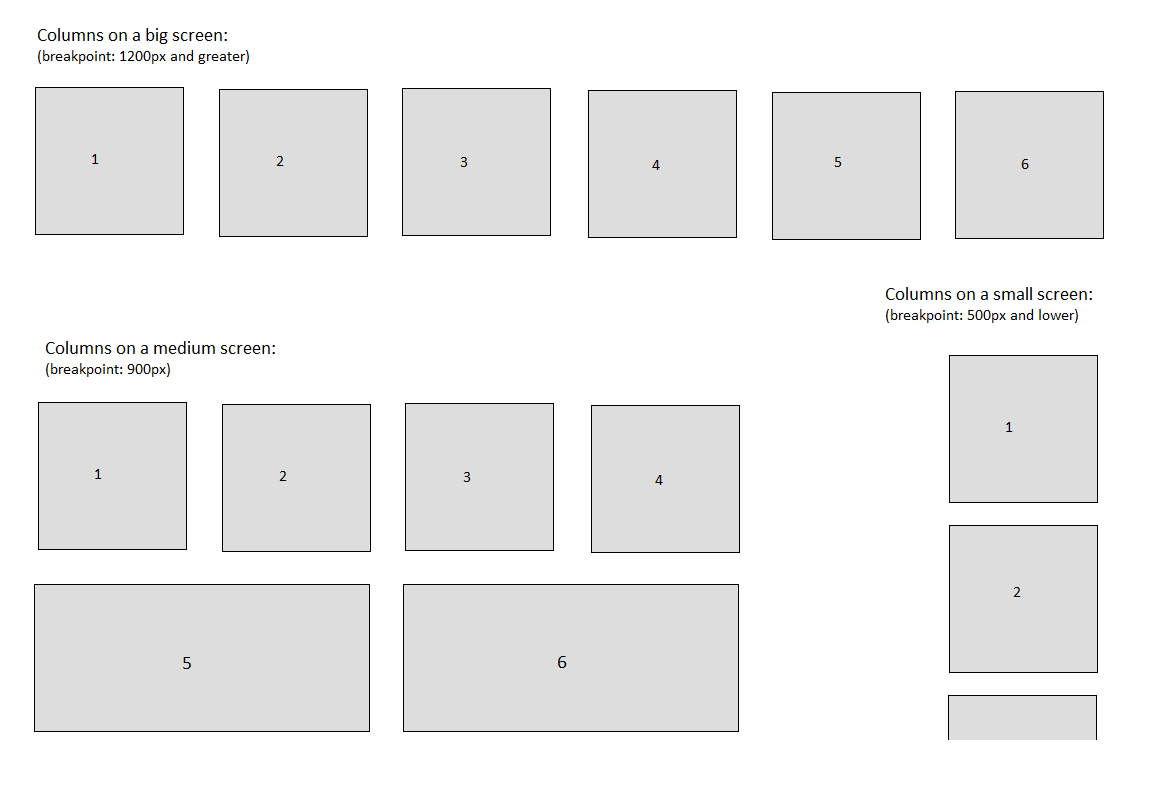 Columns on a big screen:
(breakpoint: 1200px and greater)
1 2 3 4 5 6
Columns on a small screen:
(breakpoint: 500px and lower)
Columns on a medium screen:
(breakpoint: 900px)
1 2 3 4
5 6
1
2